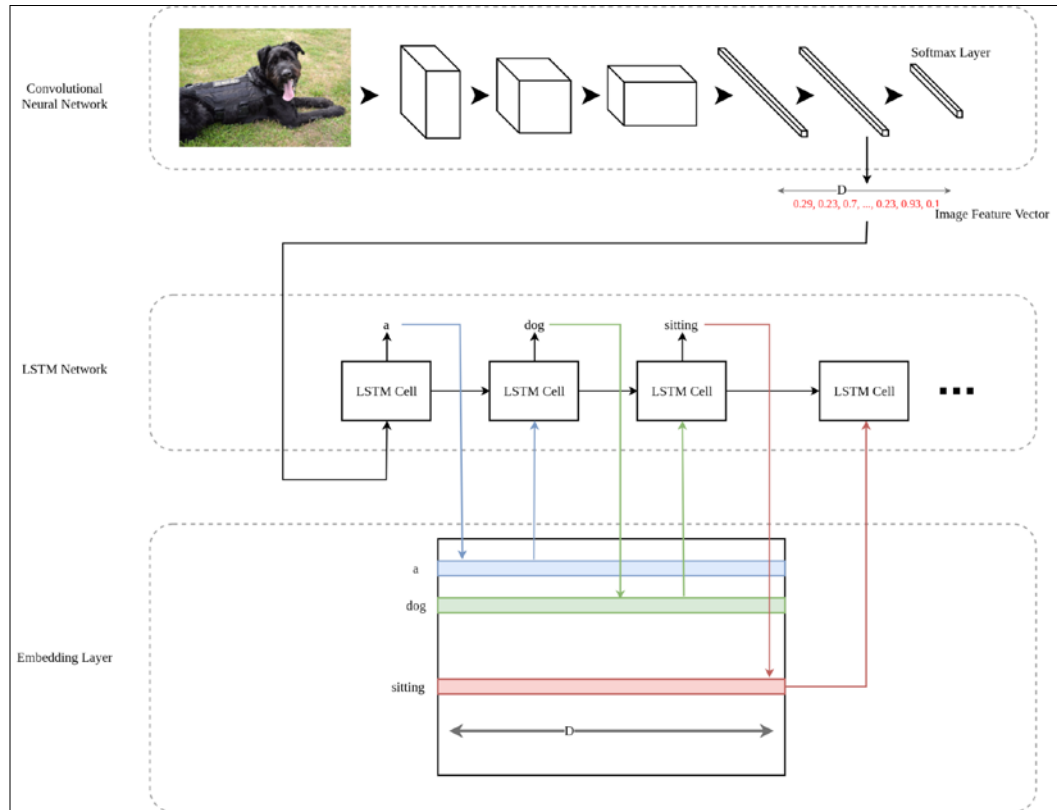 Softmax Layer
Convolutional
Neural Network
D
0.29, 0.23, 0.7, ..., 0.23, 0.93, 0.1
Image Feature Vector
a
dog
sitting
LSTM Network
LSTM Cell
LSTM Cell
LSTM Cell
LSTM Cell
a
dog
Embedding Layer
sitting
D